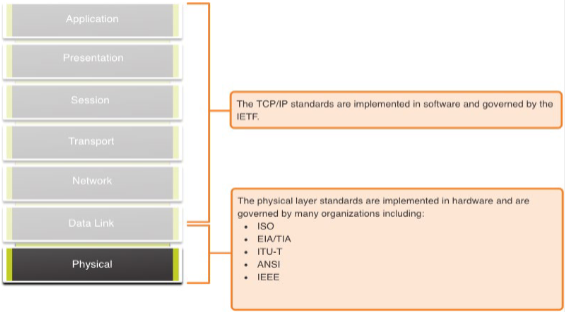 Application
Presentation
Session
Transport
Network
Data Link
Physical
The TCP/IP standards are implemented in software and governed by the
IETF.
The physical layer standards are implemented in hardware and are
governed by many organizations including:
• ISO
• EIA/TIA
• ITU-T
• ANSI
• IEEE